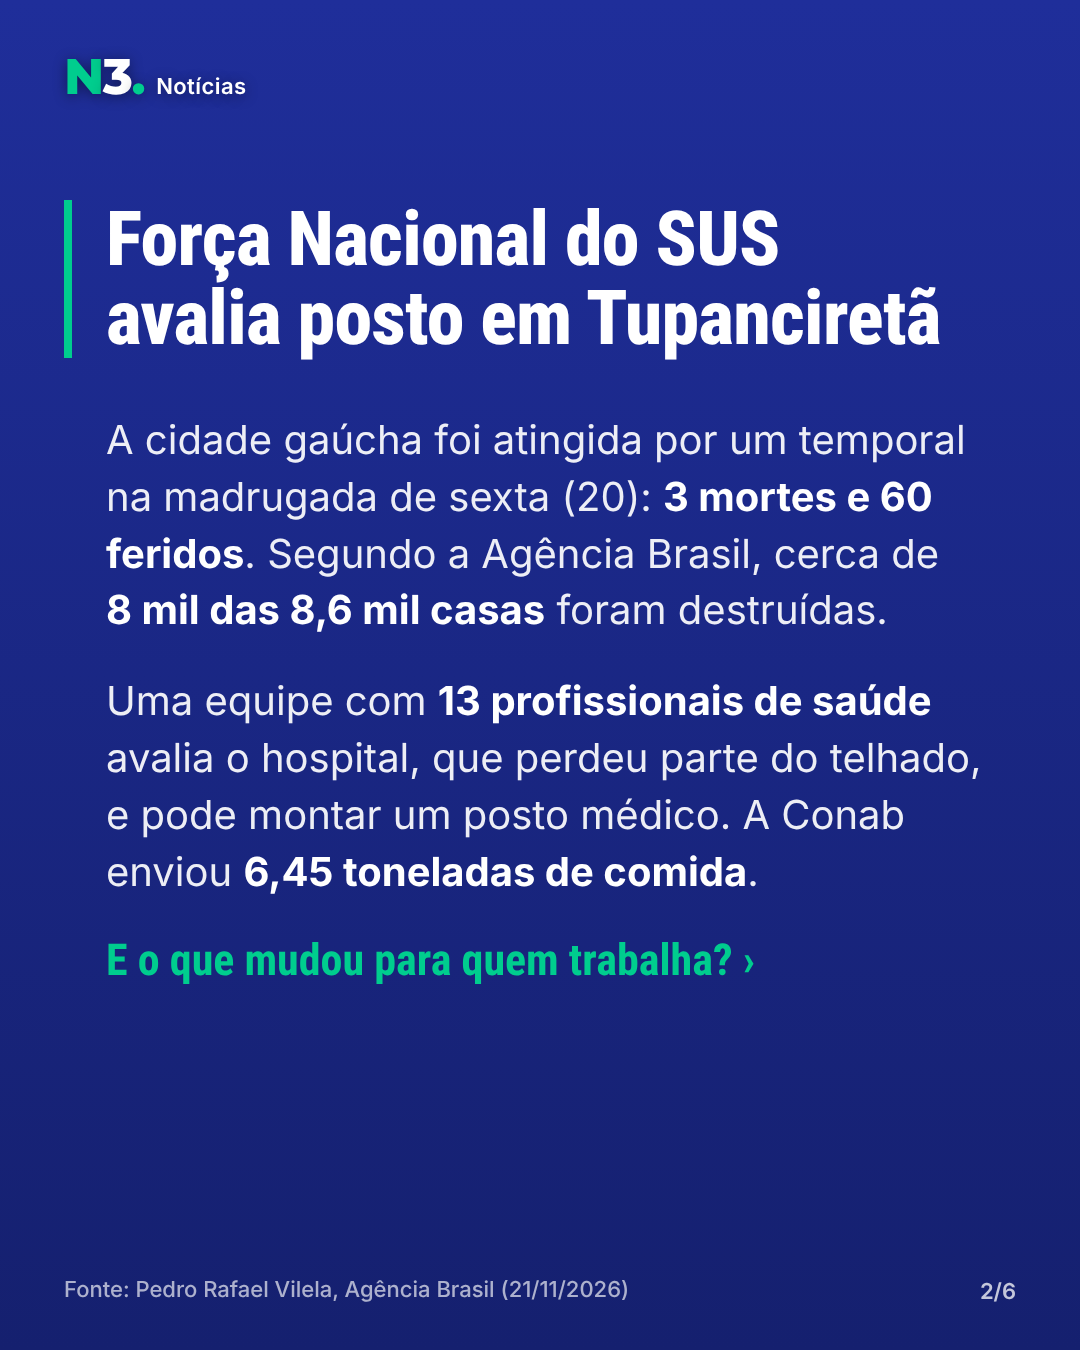 N3. Notícias
Força Nacional do SUS
avalia posto em Tupanciretã
A cidade gaúcha foi atingida por um temporal
na madrugada de sexta (20): 3 mortes e 60
feridos. Segundo a Agência Brasil, cerca de
8 mil das 8,6 mil casas foram destruídas.
Uma equipe com 13 profissionais de saúde
avalia o hospital, que perdeu parte do telhado,
e pode montar um posto médico. A Conab
enviou 6,45 toneladas de comida.
E o que mudou para quem trabalha? ›
Fonte: Pedro Rafael Vilela, Agência Brasil (21/11/2026)
2/6